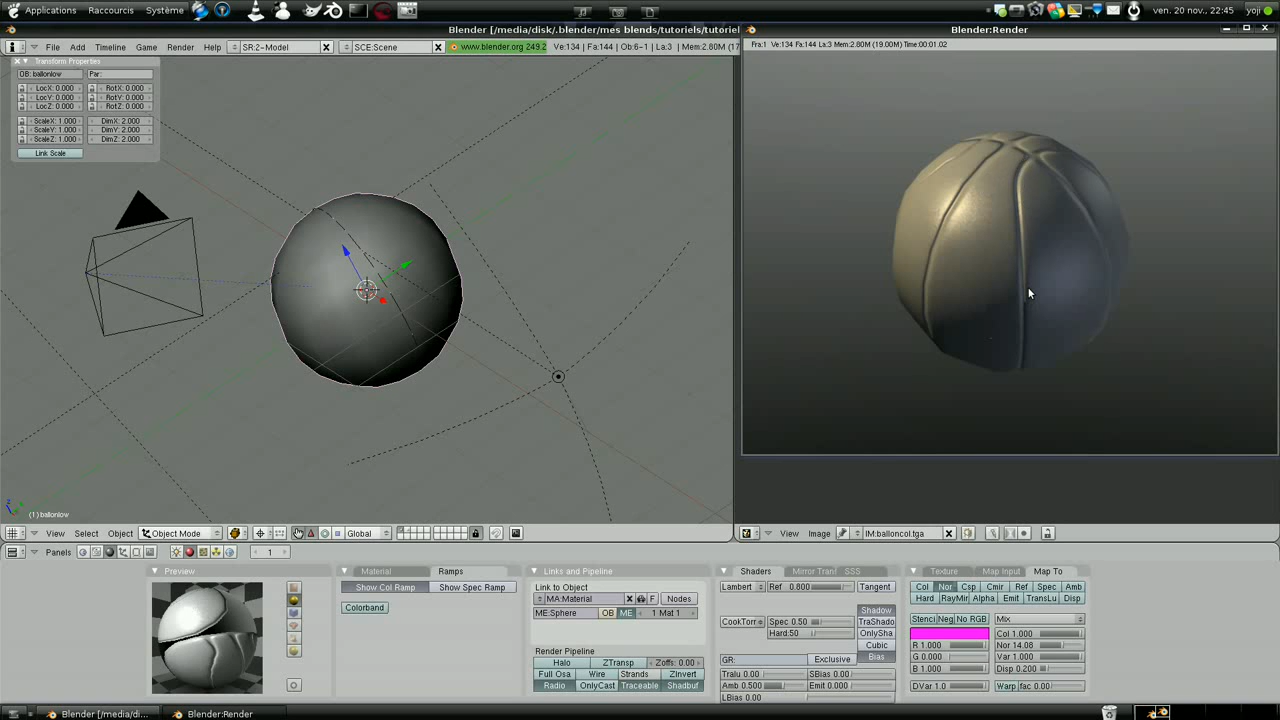 Applications Raccourcis Système ven. 20 nov., 22:45 yoji
Blender [/media/disk/.blender/mes blends/tutoriels/tutoriel
Blender:Render
File Add Timeline Game Render Help SR:2-Model SCE:Scene www.blender.org 249.2 Ve:134 | Fa:144 | Ob:6-1 | La:3 | Mem:2.80M (19.0
Fra:1 Ve:134 Fa:144 La:3 Mem:2.80M (19.00M) Time:00:01.02
Transform Properties
OB: ballonlow Par:
LocX: 0.000 RotX: 0.000
LocY: 0.000 RotY: 0.000
LocZ: 0.000 RotZ: 0.000
ScaleX: 1.000 DimX: 2.000
ScaleY: 1.000 DimY: 2.000
ScaleZ: 1.000 DimZ: 2.000
Link Scale
(1) ballonlow
View Select Object Object Mode Global
View Image IM:balloncol.tga
Panels 1
Preview
Material Ramps
Show Col Ramp Show Spec Ramp
Colorband
Links and Pipeline
Link to Object
MA:Material F Nodes
ME:Sphere OB ME 1 Mat 1
Render Pipeline
Halo ZTransp Zoffs: 0.00
Full Osa Wire Strands ZInvert
Radio OnlyCast Traceable Shadbuf
Shaders Mirror Tran SSS
Lambert Ref 0.800 Tangent
Shadow
CookTorr Spec 0.50 TraShado
Hard:50 OnlySha
Cubic
GR: Exclusive Bias
Tralu 0.00 SBias 0.00
Amb 0.500 Emit 0.000
LBias 0.00
Texture Map Input Map To
Col Nor Csp Cmir Ref Spec Amb
Hard RayMir Alpha Emit TransLu Disp
Stenci Neg No RGB Mix
Col 1.000
R 1.000 Nor 14.08
G 0.000 Var 1.000
B 1.000 Disp 0.200
DVar 1.0 Warp fac 0.00
Blender [/media/di... Blender:Render